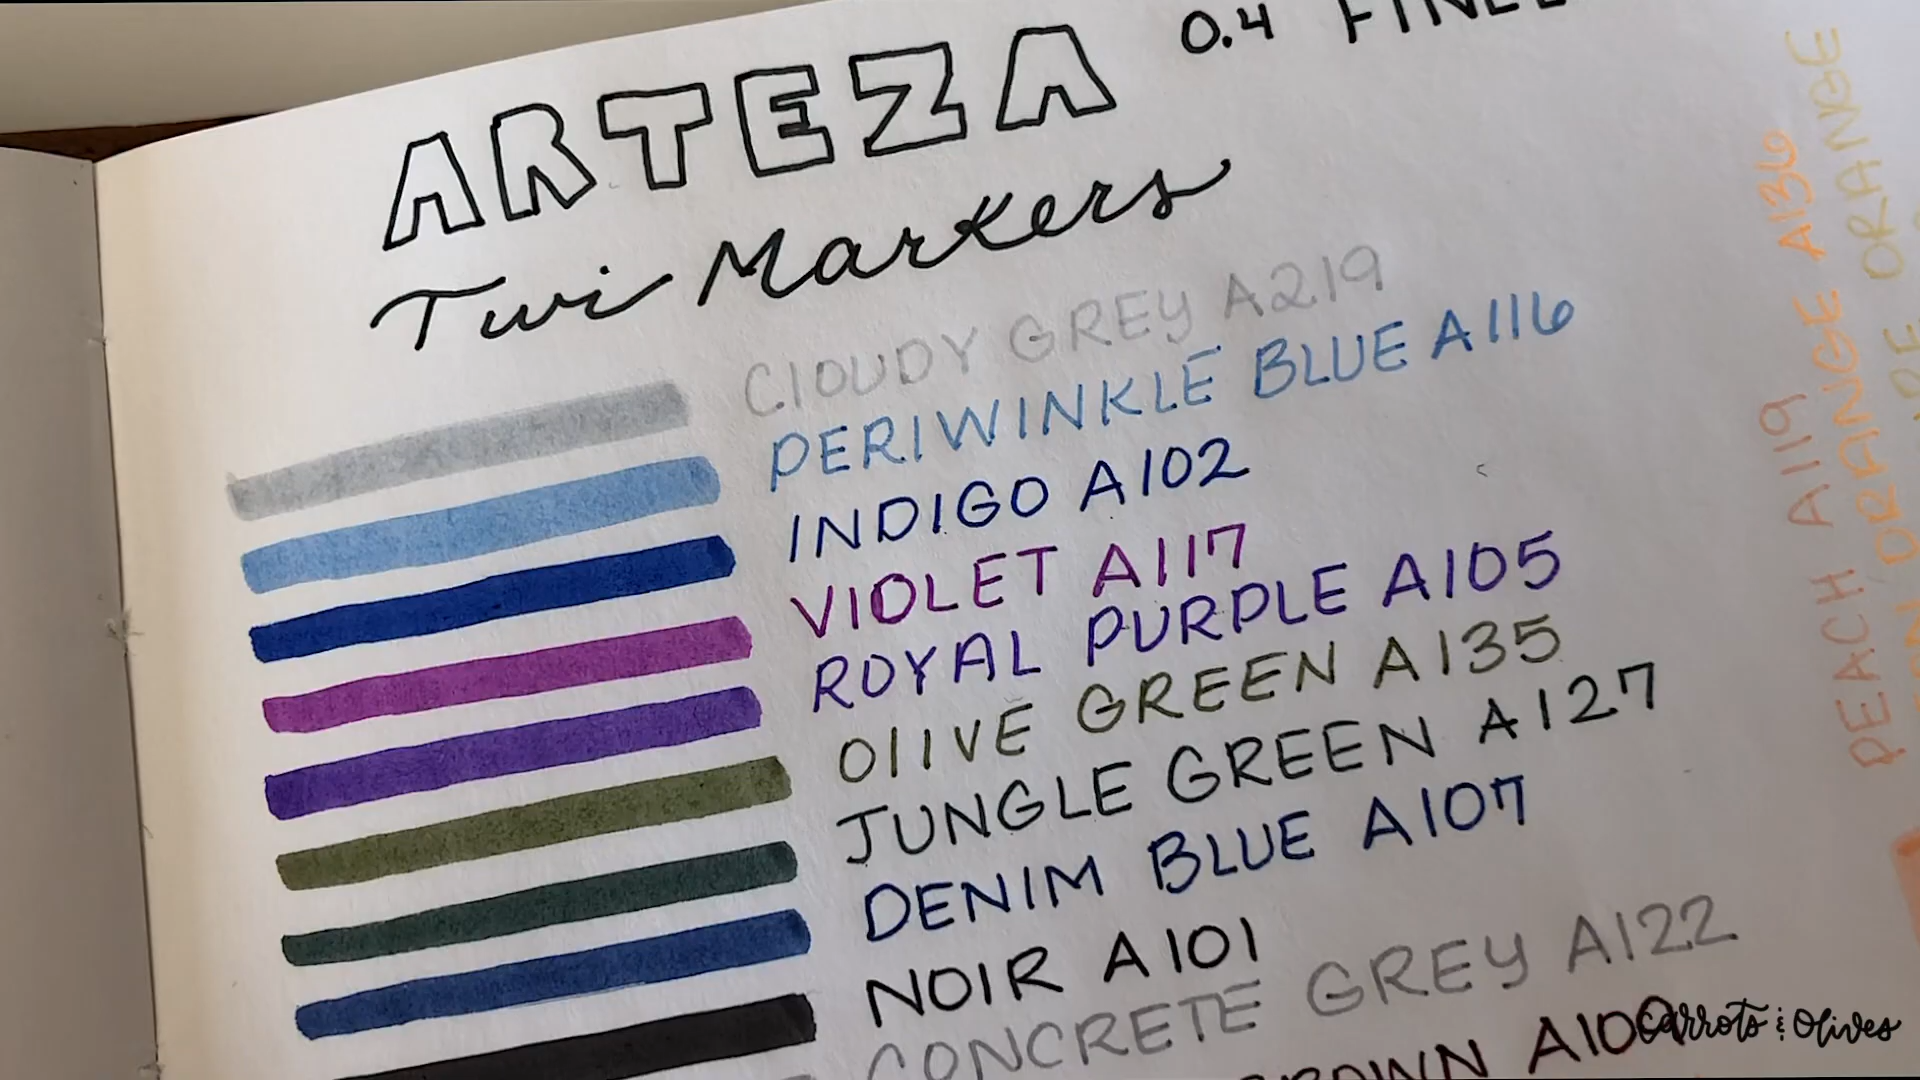 ARTEZA 0.4
Twi Markers
CLOUDY GREY A219
PERIWINKLE BLUE A116
INDIGO A102
VIOLET A117
ROYAL PURPLE A105
OLIVE GREEN A135
JUNGLE GREEN A127
DENIM BLUE A107
NOIR A101
CONCRETE GREY A122
PEACH A119
ORANGE A136
ORANGE
Carrots & Olives